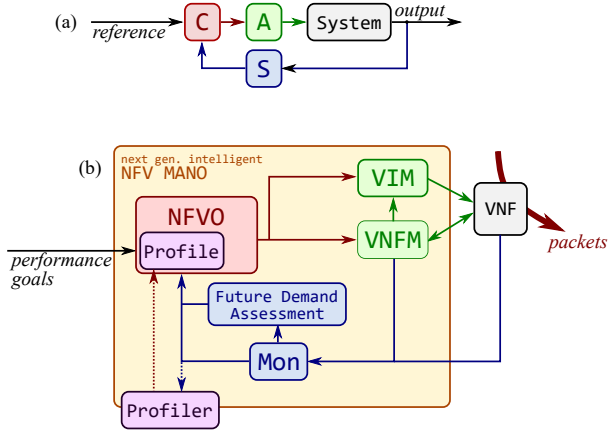 (a)
reference
C
A
System
output
S
(b)
next gen. intelligent
NFV MANO
NFVO
Profile
VIM
VNFM
VNF
packets
performance
goals
Future Demand
Assessment
Mon
Profiler